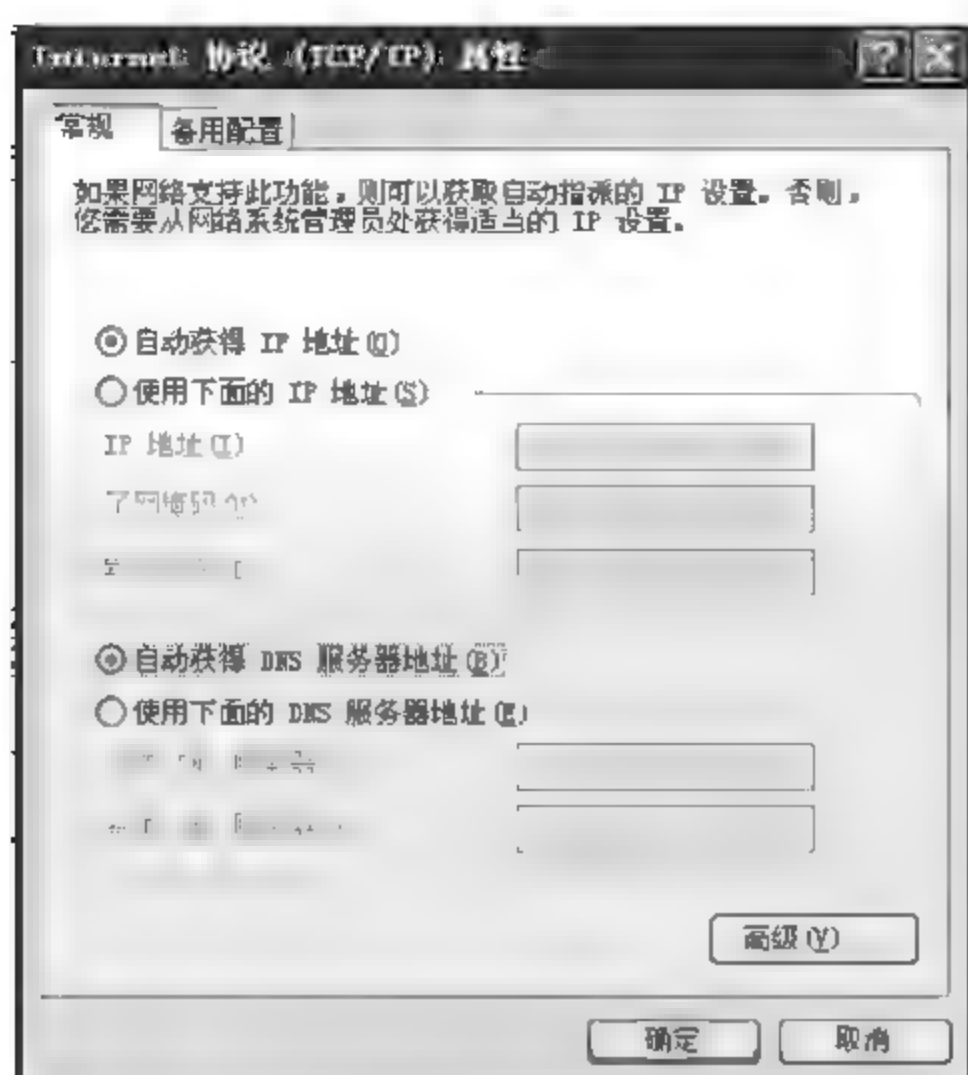 Internet 协议 (TCP/IP) 属性
常规 备用配置
如果网络支持此功能，则可以获取自动指派的 IP 设置。否则，
您需要从网络系统管理员处获得适当的 IP 设置。
自动获得 IP 地址(O)
使用下面的 IP 地址(S)
IP 地址(I)
子网掩码
自动获得 DNS 服务器地址(B)
使用下面的 DNS 服务器地址(E)
高级(V)
确定 取消